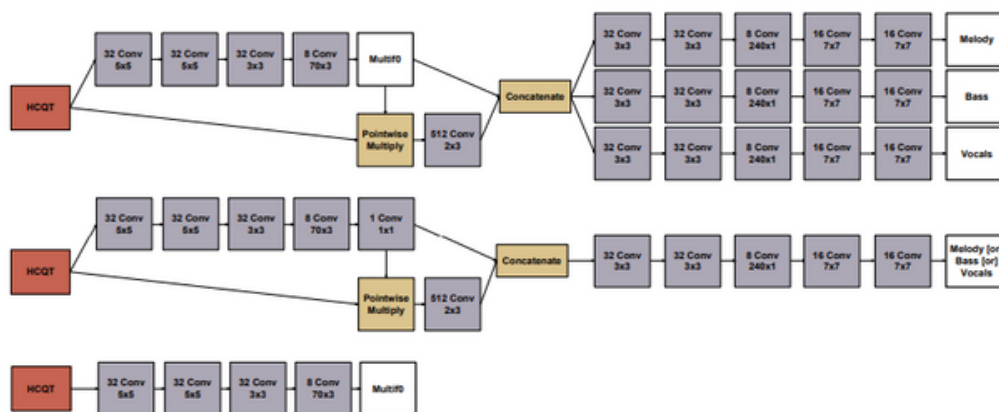 32 Conv
5x5
32 Conv
5x5
32 Conv
3x3
8 Conv
70x3
Multif0
HCQT
Pointwise
Multiply
512 Conv
2x3
Concatenate
32 Conv
3x3
32 Conv
3x3
8 Conv
240x1
16 Conv
7x7
16 Conv
7x7
Melody
32 Conv
3x3
32 Conv
3x3
8 Conv
240x1
16 Conv
7x7
16 Conv
7x7
Bass
32 Conv
3x3
32 Conv
3x3
8 Conv
240x1
16 Conv
7x7
16 Conv
7x7
Vocals
32 Conv
5x5
32 Conv
5x5
32 Conv
3x3
8 Conv
70x3
1 Conv
1x1
HCQT
Pointwise
Multiply
512 Conv
2x3
Concatenate
32 Conv
3x3
32 Conv
3x3
8 Conv
240x1
16 Conv
7x7
16 Conv
7x7
Melody [or
Bass [or]
Vocals
HCQT
32 Conv
5x5
32 Conv
5x5
32 Conv
3x3
8 Conv
70x3
Multif0